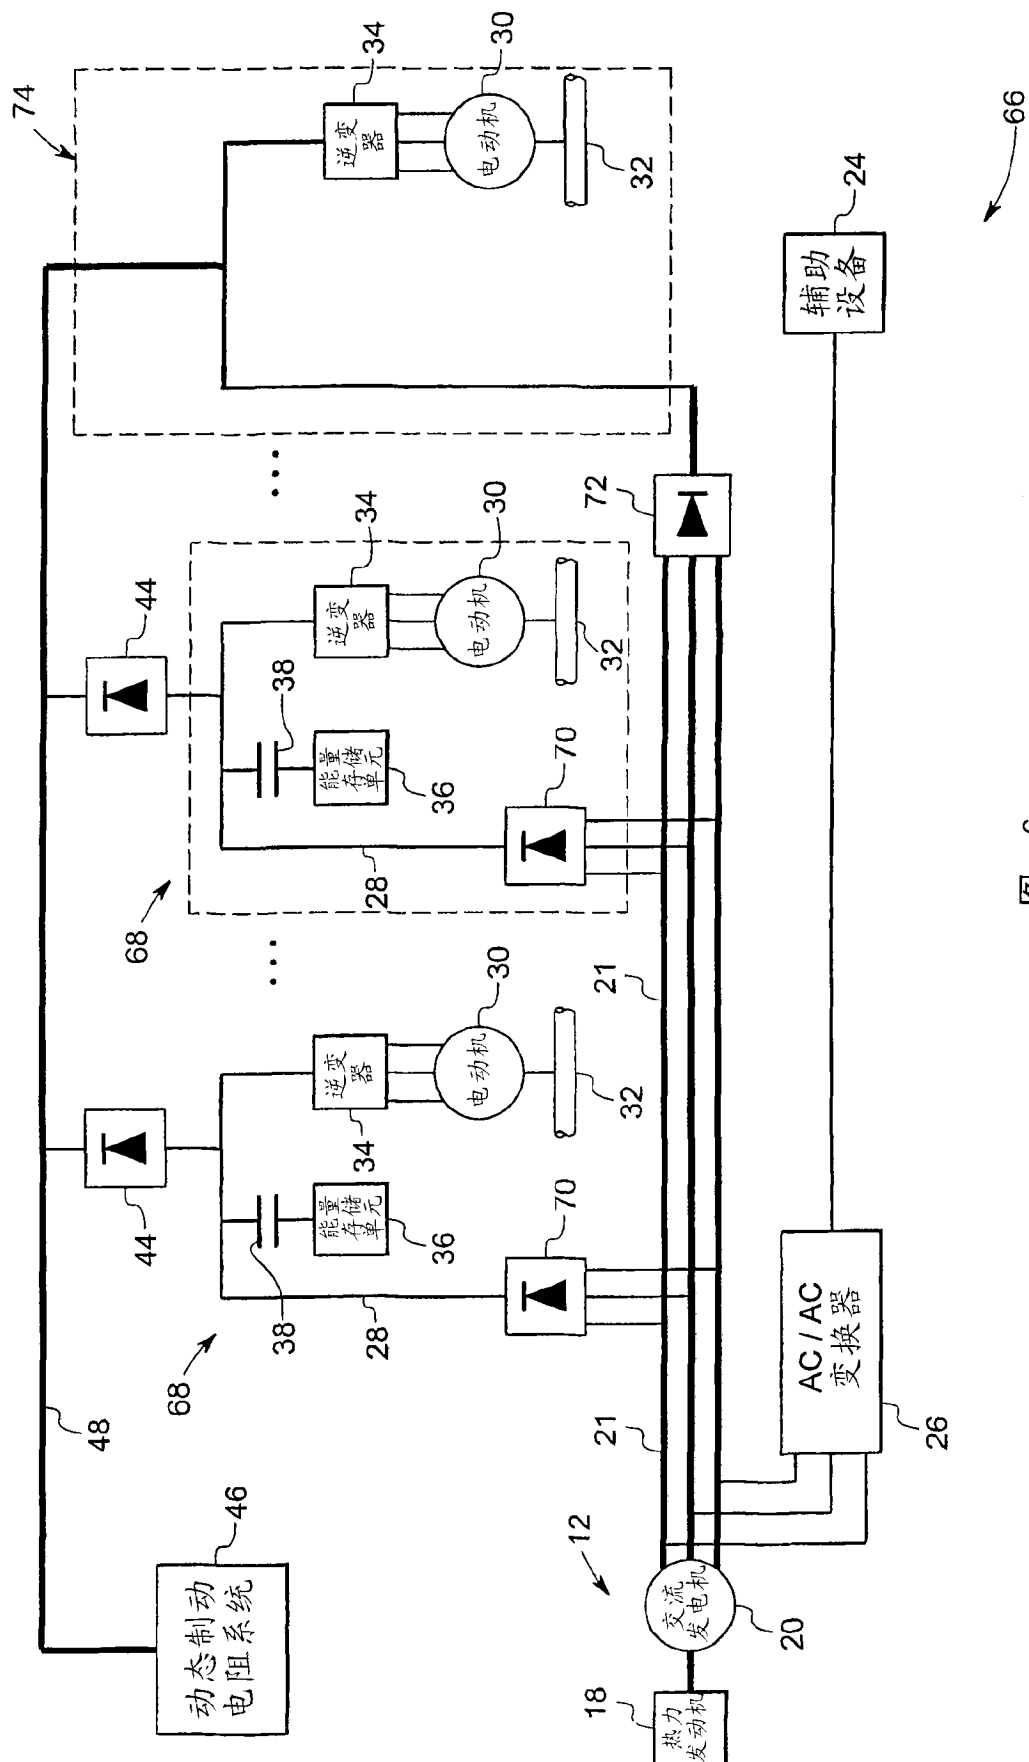 74
48
44
44
68
68
46
动态制动
电阻系统
38
38
能量
存储
单元
36
能量
存储
单元
36
28
28
逆变
器
34
逆变
器
34
逆变
器
34
电动机
30
电动机
30
电动机
30
32
32
32
70
70
72
21
21
12
18
热力
发动机
交流
发电机
20
AC / AC
变换器
26
辅助
设备
24
66
图